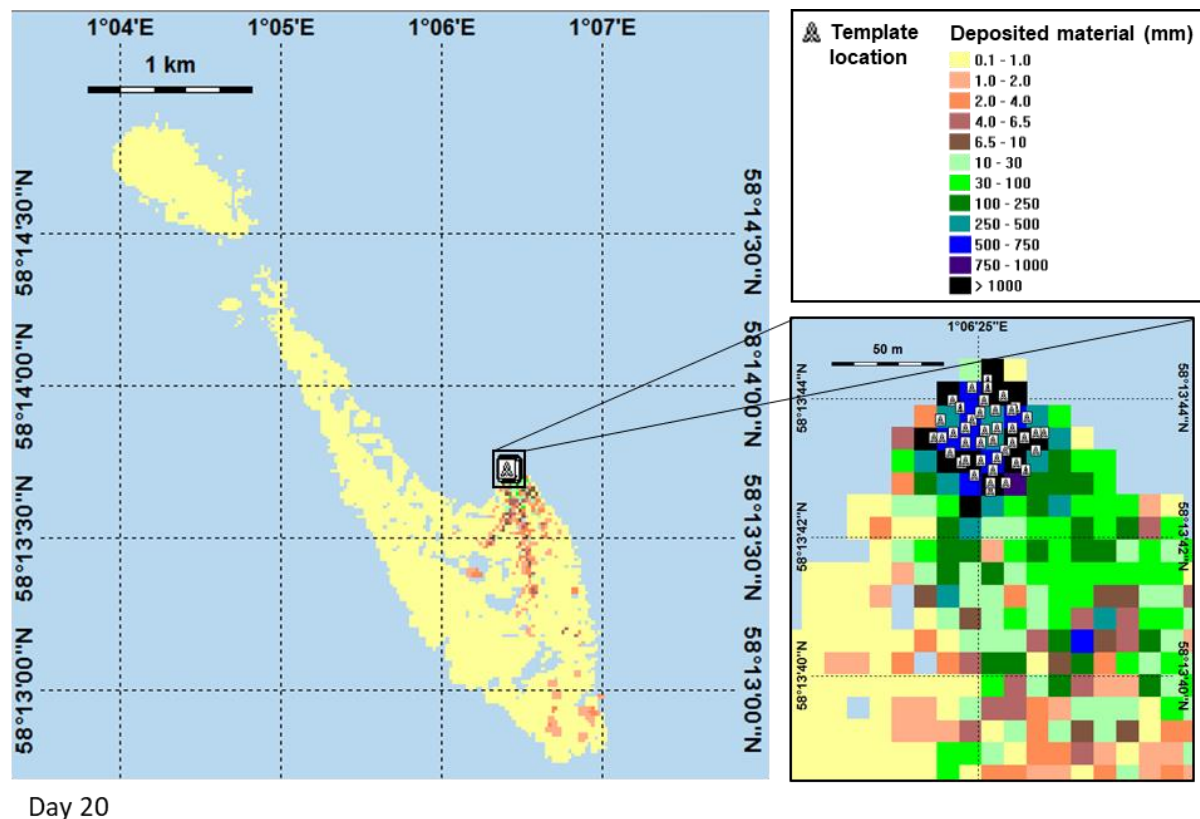 1°04'E 1°05'E 1°06'E 1°07'E
1 km
58°14'30"N
58°14'00"N
58°13'30"N
58°13'00"N
58°14'30"N
58°14'00"N
58°13'30"N
58°13'00"N
Template location
Deposited material (mm)
0.1 - 1.0
1.0 - 2.0
2.0 - 4.0
4.0 - 6.5
6.5 - 10
10 - 30
30 - 100
100 - 250
250 - 500
500 - 750
750 - 1000
> 1000
1°06'25"E
50 m
58°13'44"N
58°13'42"N
58°13'40"N
58°13'44"N
58°13'42"N
58°13'40"N
Day 20